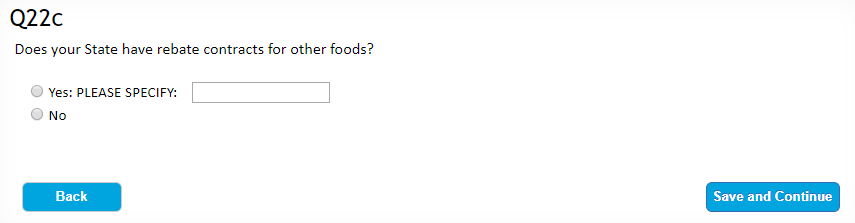 Q22c
Does your State have rebate contracts for other foods?
Yes: PLEASE SPECIFY:
No
Back
Save and Continue